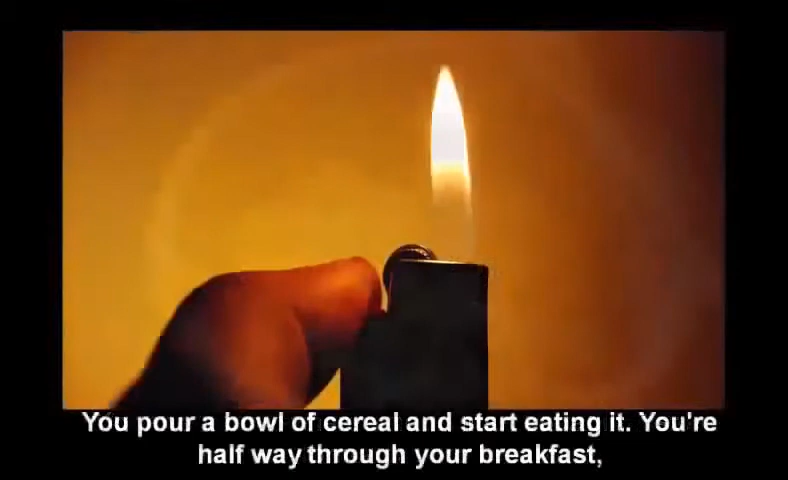 You pour a bowl of cereal and start eating it. You're
half way through your breakfast,